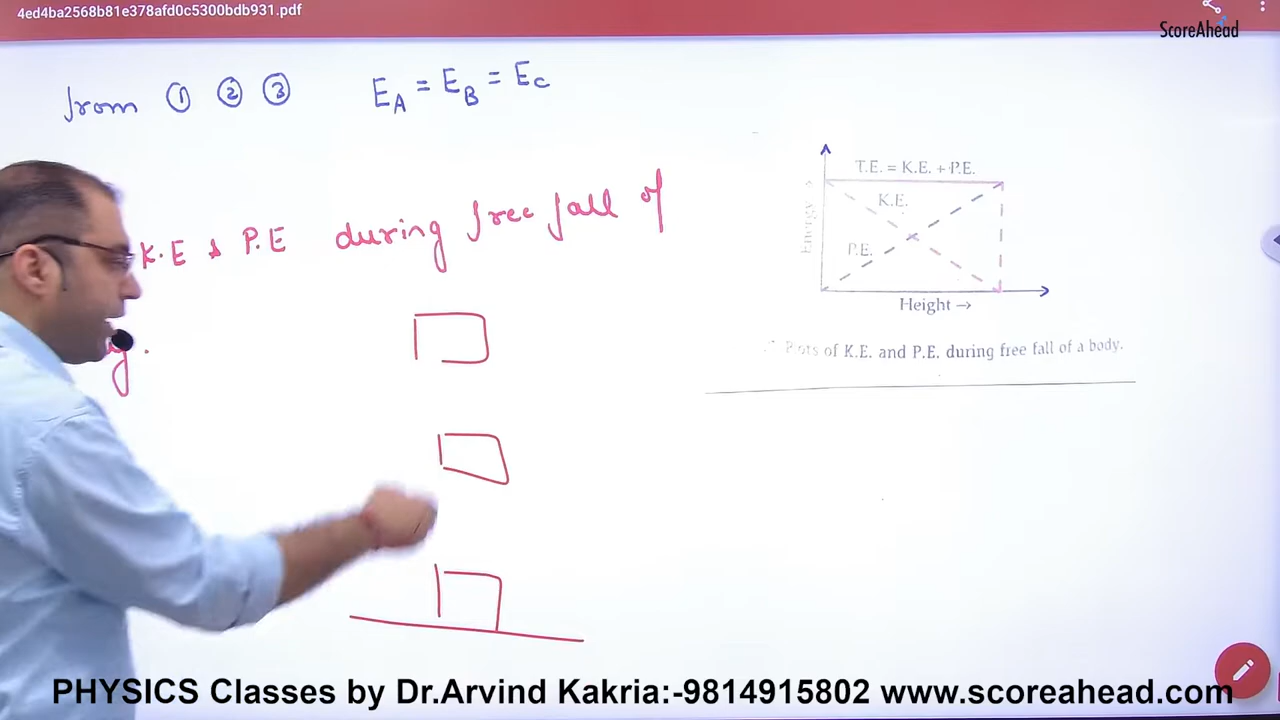 4ed4ba2568b81e378afd0c5300bdb931.pdf
ScoreAhead
from ① ② ③ E_A = E_B = E_C
K.E & P.E during free fall of
T.E. = K.E. + P.E.
K.E.
Energy →
P.E.
Height →
Plots of K.E. and P.E. during free fall of a body.
PHYSICS Classes by Dr.Arvind Kakria:-9814915802 www.scoreahead.com